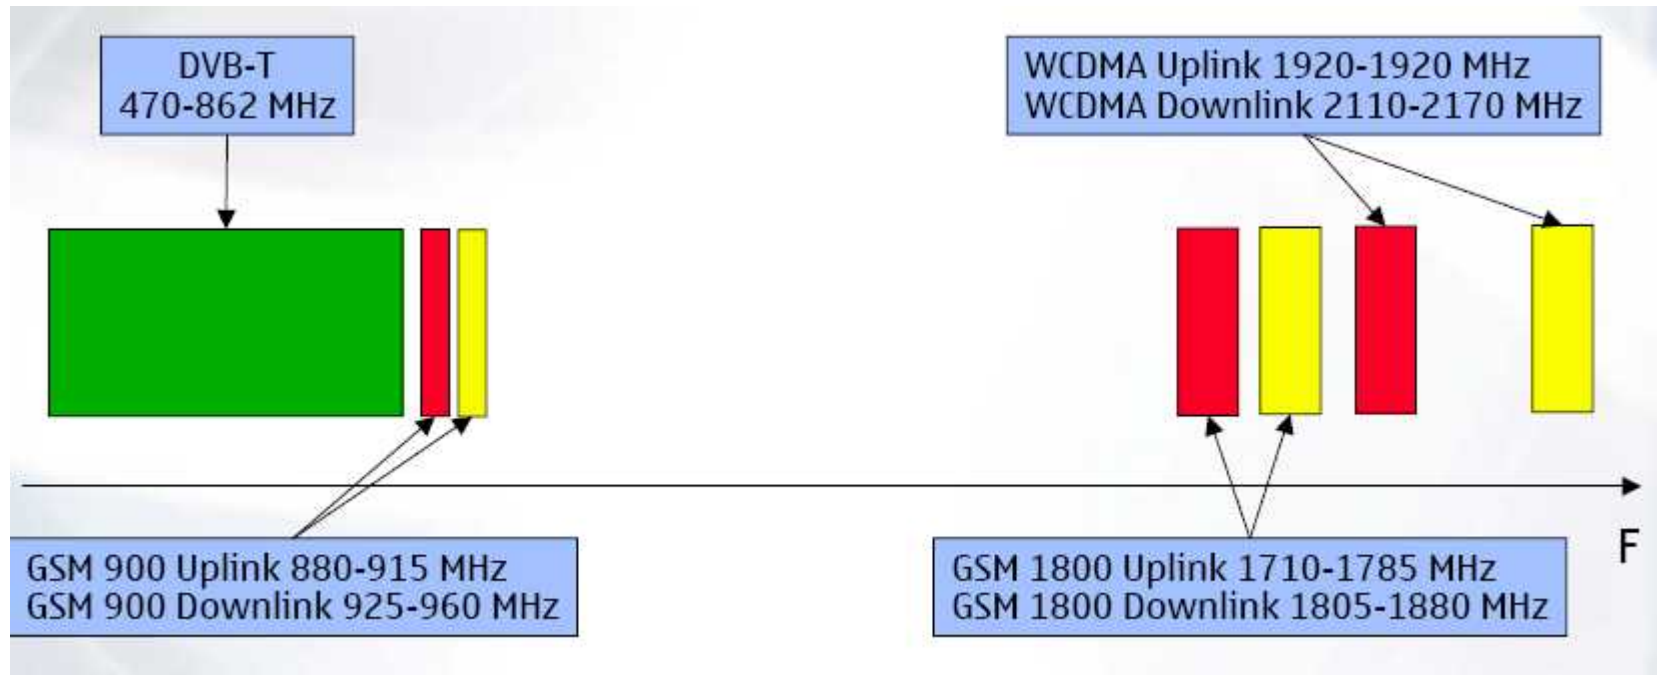 DVB-T
470-862 MHz
WCDMA Uplink 1920-1920 MHz
WCDMA Downlink 2110-2170 MHz
F
GSM 900 Uplink 880-915 MHz
GSM 900 Downlink 925-960 MHz
GSM 1800 Uplink 1710-1785 MHz
GSM 1800 Downlink 1805-1880 MHz